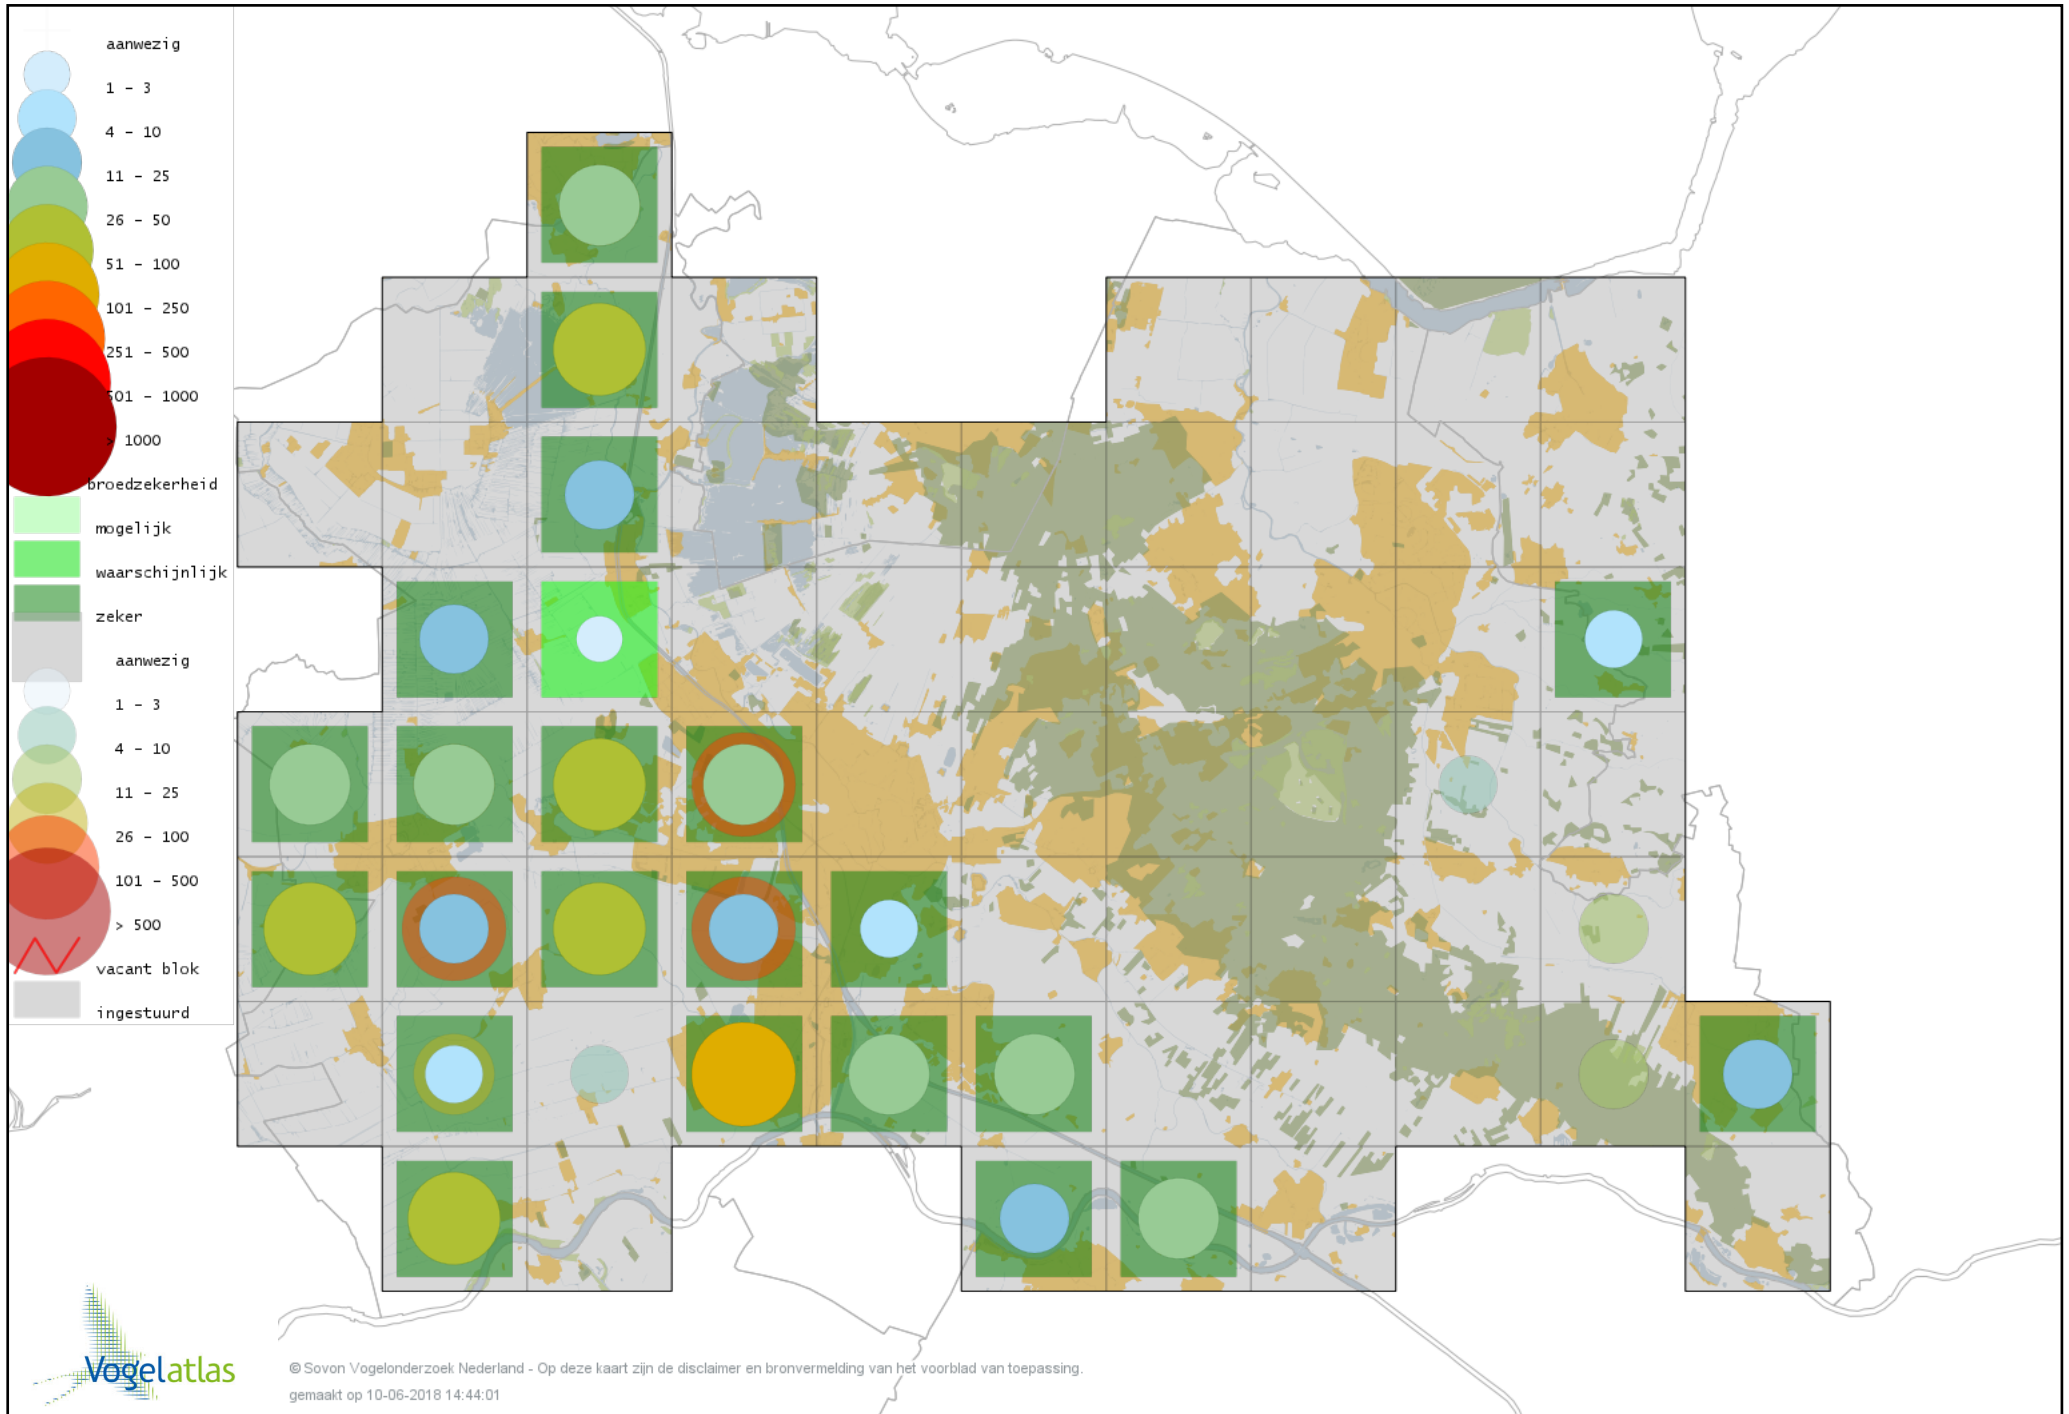 aanwezig
1 - 3
4 - 10
11 - 25
26 - 50
51 - 100
101 - 250
251 - 500
501 - 1000
> 1000
broedzekerheid
mogelijk
waarschijnlijk
zeker
aanwezig
1 - 3
4 - 10
11 - 25
26 - 100
101 - 500
> 500
vacant blok
ingestuurd
Vogelatlas
© Sovon Vogelonderzoek Nederland - Op deze kaart zijn de disclaimer en bronvermelding van het voorblad van toepassing.
gemaakt op 10-06-2018 14:44:01